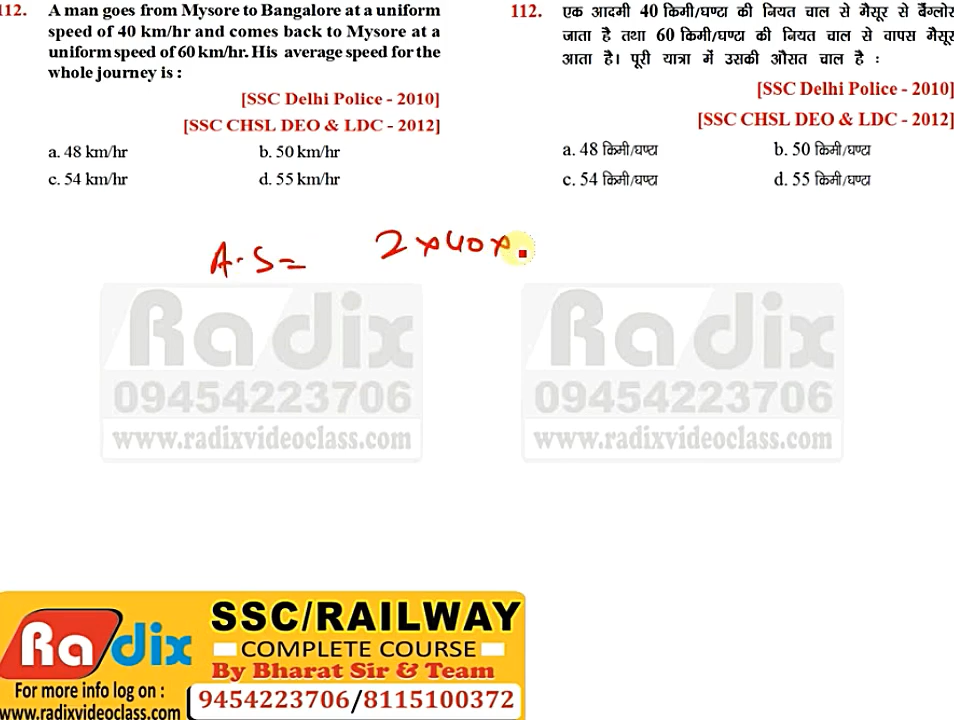 112. A man goes from Mysore to Bangalore at a uniform
speed of 40 km/hr and comes back to Mysore at a
uniform speed of 60 km/hr. His average speed for the
whole journey is :
[SSC Delhi Police - 2010]
[SSC CHSL DEO & LDC - 2012]
a. 48 km/hr b. 50 km/hr
c. 54 km/hr d. 55 km/hr
112. एक आदमी 40 किमी/घण्टा की नियत चाल से मैसूर से बैंग्लोर
जाता है तथा 60 किमी/घण्टा की नियत चाल से वापस मैसूर
आता है। पूरी यात्रा में उसकी औसत चाल है :
[SSC Delhi Police - 2010]
[SSC CHSL DEO & LDC - 2012]
a. 48 किमी/घण्टा b. 50 किमी/घण्टा
c. 54 किमी/घण्टा d. 55 किमी/घण्टा
A.S = 2×40×
Radix
09454223706
www.radixvideoclass.com
Radix
09454223706
www.radixvideoclass.com
Radix
For more info log on :
www.radixvideoclass.com
SSC/RAILWAY
COMPLETE COURSE
By Bharat Sir & Team
9454223706/8115100372